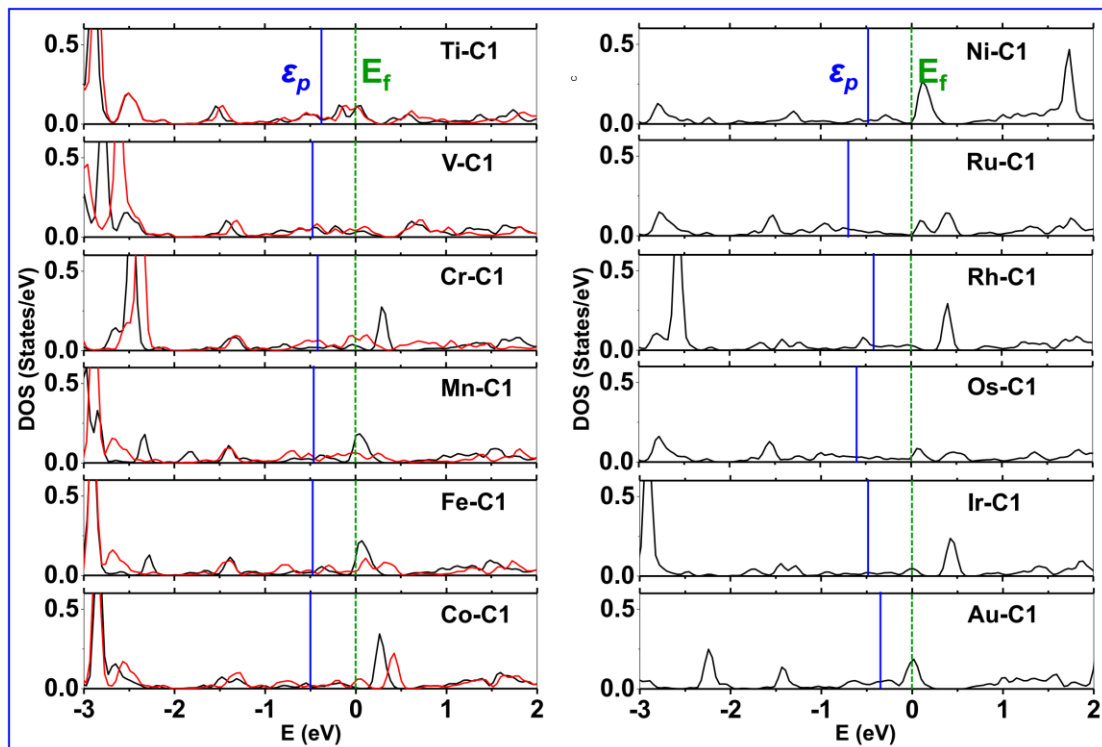 0.5
Ti-C1
εp
Ef
0.0
0.5
V-C1
0.0
0.5
Cr-C1
0.0
0.5
Mn-C1
0.0
0.5
Fe-C1
0.0
0.5
Co-C1
0.0
-3 -2 -1 0 1 2
E (eV)
DOS (States/eV)
c
0.5
Ni-C1
εp
Ef
0.0
0.5
Ru-C1
0.0
0.5
Rh-C1
0.0
0.5
Os-C1
0.0
0.5
Ir-C1
0.0
0.5
Au-C1
0.0
-3 -2 -1 0 1 2
E (eV)
DOS (States/eV)